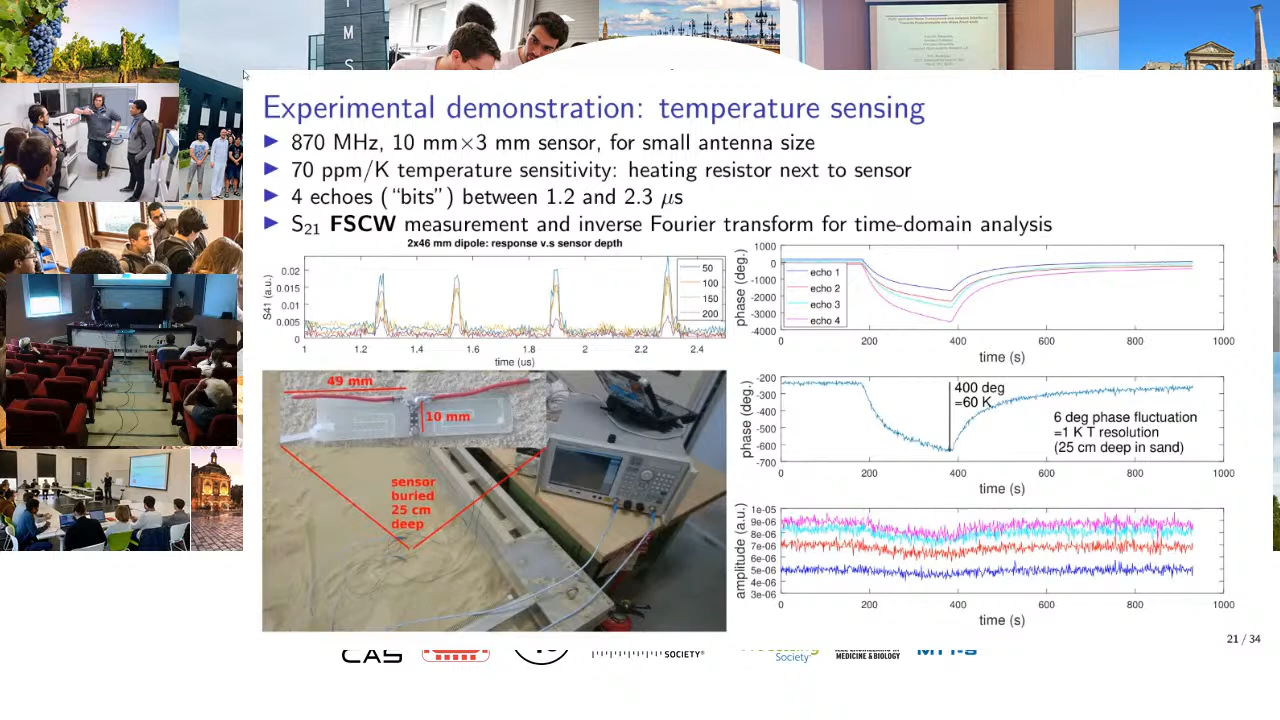 I
M
S
Experimental demonstration: temperature sensing
870 MHz, 10 mm×3 mm sensor, for small antenna size
70 ppm/K temperature sensitivity: heating resistor next to sensor
4 echoes ("bits") between 1.2 and 2.3 μs
S21 FSCW measurement and inverse Fourier transform for time-domain analysis
2x46 mm dipole: response v.s sensor depth
S41 (a.u.)
0.02
0.015
0.01
0.005
0
50
100
150
200
1 1.2 1.4 1.6 1.8 2 2.2 2.4
time (us)
49 mm
10 mm
sensor
buried
25 cm
deep
phase (deg.)
1000
0
-1000
-2000
-3000
-4000
echo 1
echo 2
echo 3
echo 4
0 200 400 600 800 1000
time (s)
phase (deg.)
-200
-300
-400
-500
-600
-700
400 deg
=60 K
6 deg phase fluctuation
=1 K T resolution
(25 cm deep in sand)
0 200 400 600 800 1000
time (s)
amplitude (a.u.)
1e-05
9e-06
8e-06
7e-06
6e-06
5e-06
4e-06
3e-06
0 200 400 600 800 1000
time (s)
21 / 34
CAS
SOCIETY®
Society
MEDICINE & BIOLOGY
MTT-S